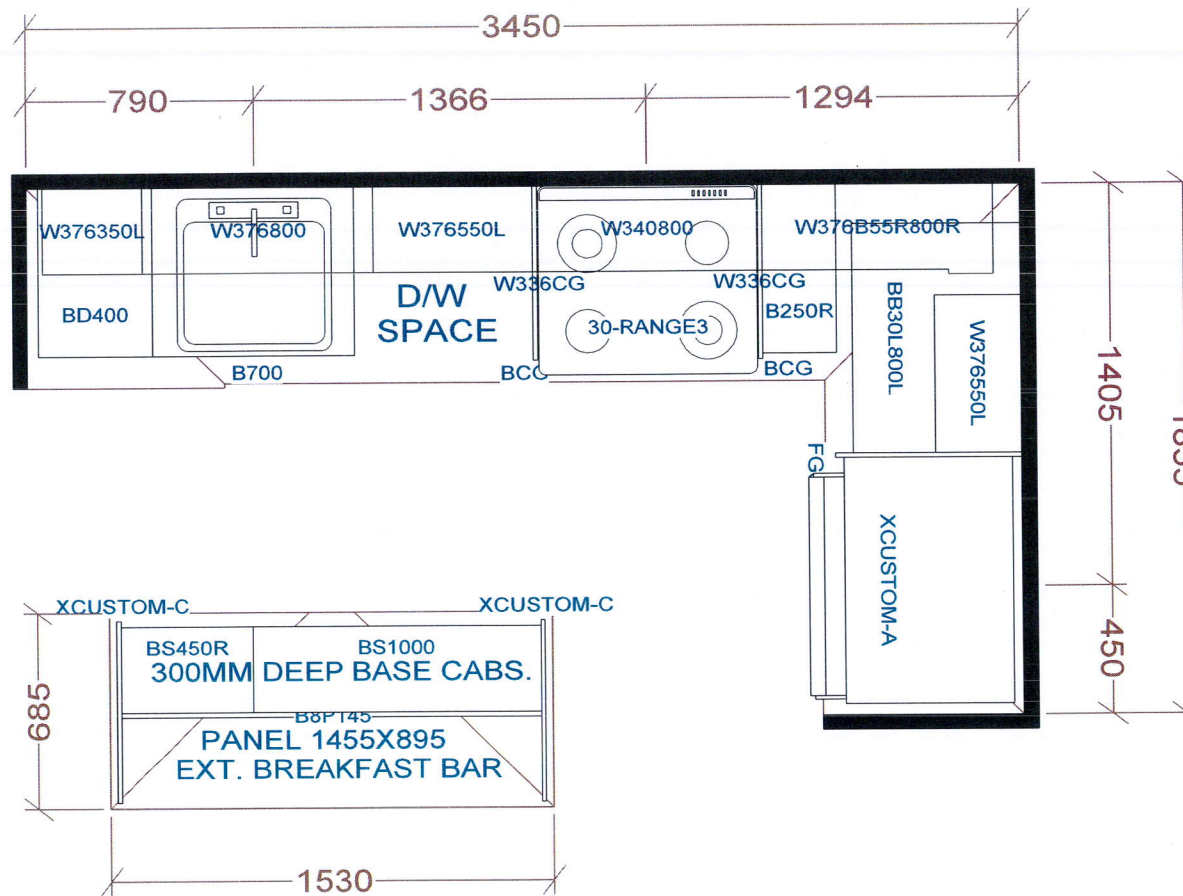 3450
790
1366
1294
W376350L
W376800
W376550L
W340800
W376B55R800R
W336CG
W336CG
BD400
D/W
SPACE
30-RANGE3
B250R
BB30L800L
W376550L
B700
BCG
BCG
1405
FG
XCUSTOM-A
450
XCUSTOM-C
XCUSTOM-C
BS450R
BS1000
300MM DEEP BASE CABS.
685
PANEL 1455X895
EXT. BREAKFAST BAR
1530